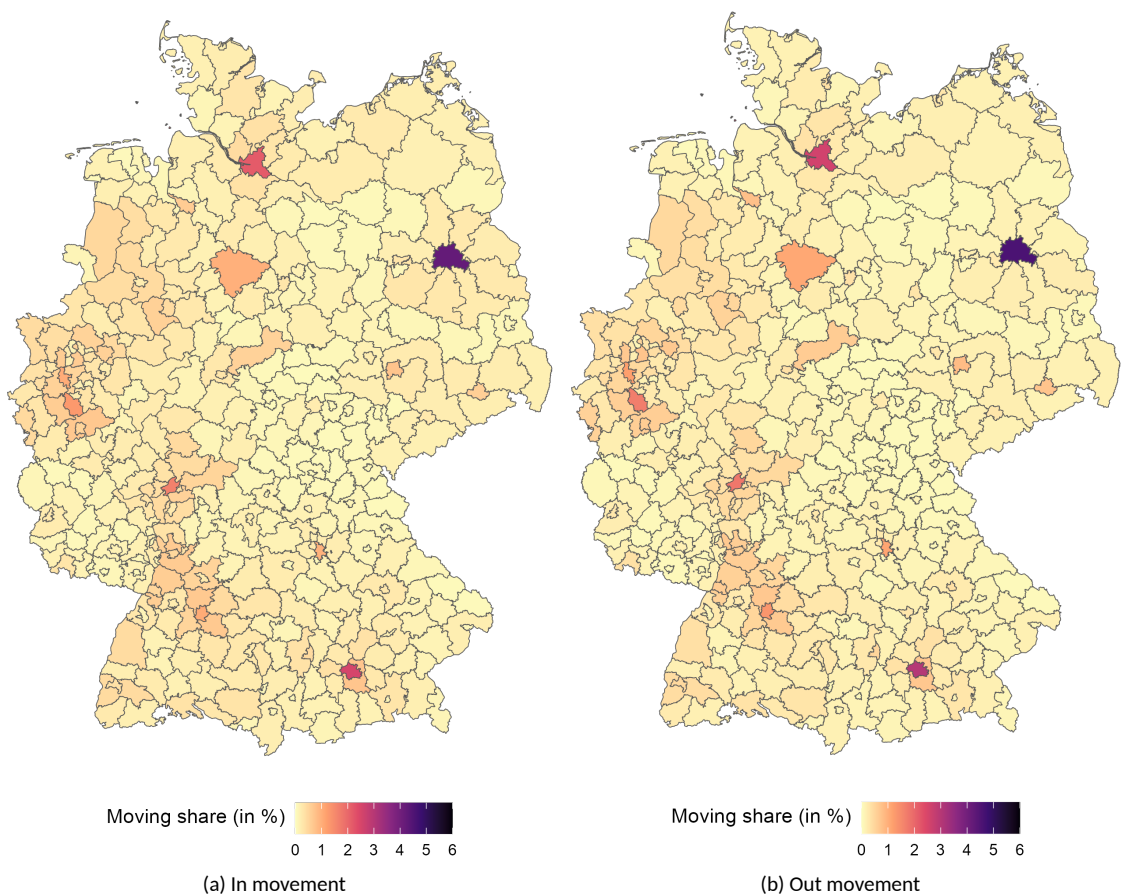 Moving share (in %)
0 1 2 3 4 5 6
(a) In movement
Moving share (in %)
0 1 2 3 4 5 6
(b) Out movement